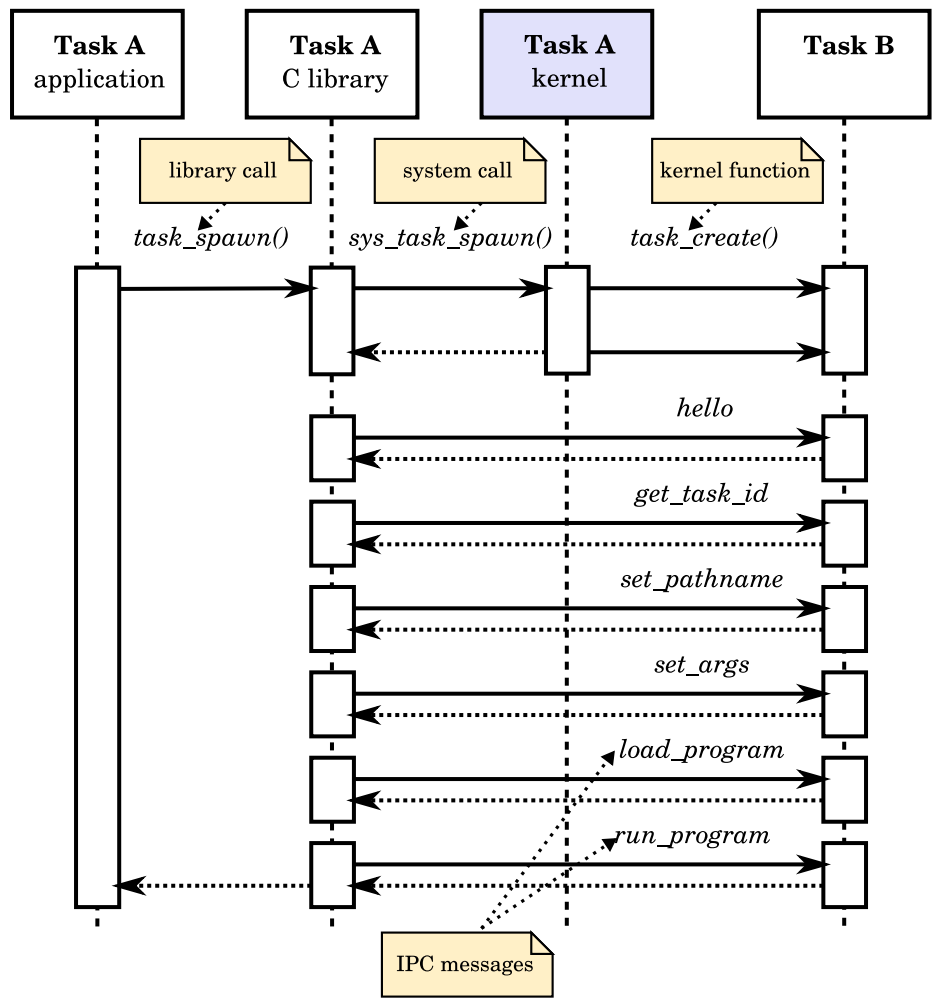 Task A
application
Task A
C library
Task A
kernel
Task B
library call
system call
kernel function
task_spawn()
sys_task_spawn()
task_create()
hello
get_task_id
set_pathname
set_args
load_program
run_program
IPC messages